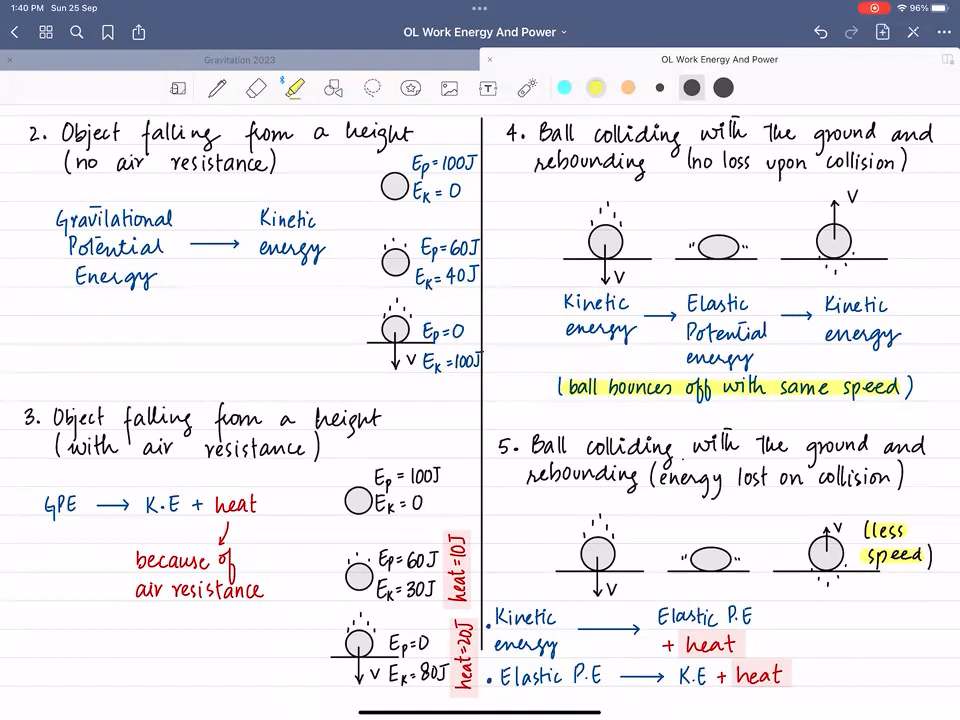 1:40 PM Sun 25 Sep
96%
OL Work Energy And Power
Gravitation 2023
OL Work Energy And Power
2. Object falling from a height
(no air resistance)
Ep = 100J
EK = 0
Gravitational
Potential
Energy
→
Kinetic
energy
Ep = 60J
EK = 40J
Ep = 0
V EK = 100J
3. Object falling from a height
(with air resistance)
Ep = 100J
EK = 0
GPE → K.E + heat
because of
air resistance
Ep = 60J
EK = 30J
heat = 10J
Ep = 0
V EK = 80J
heat = 20J
4. Ball colliding with the ground and
rebounding (no loss upon collision)
V
V
Kinetic
energy
→
Elastic
Potential
energy
→
Kinetic
energy
(ball bounces off with same speed)
5. Ball colliding with the ground and
rebounding (energy lost on collision)
V
V
(less
speed)
• Kinetic
energy
→
Elastic P.E
+ heat
• Elastic P.E → K.E + heat